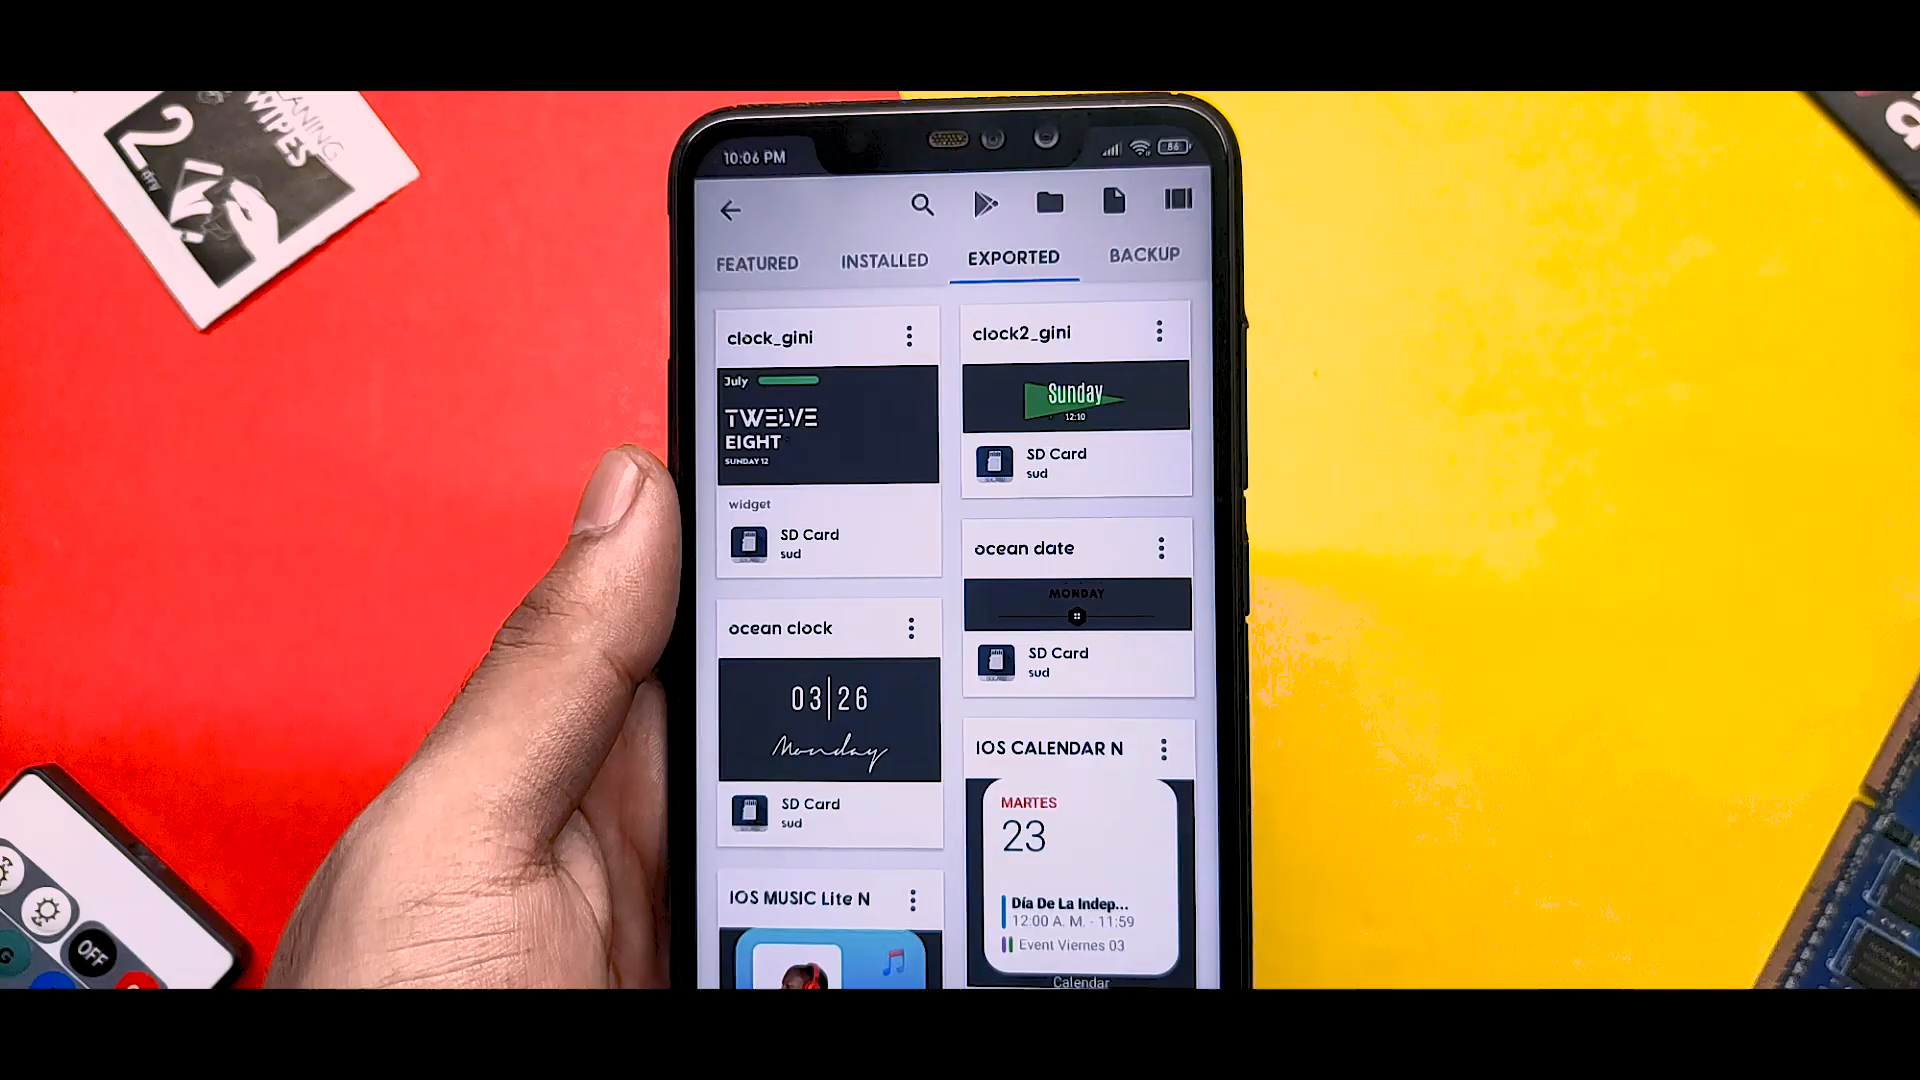 CLEANING
WIPES
2
dry
10:06 PM
86
FEATURED
INSTALLED
EXPORTED
BACKUP
clock_gini
July
TWELVE
EIGHT
SUNDAY 12
widget
SD Card
sud
clock2_gini
Sunday
12:10
SD Card
sud
ocean date
MONDAY
SD Card
sud
ocean clock
03|26
Monday
SD Card
sud
IOS CALENDAR N
MARTES
23
Día De La Indep...
12:00 A. M. - 11:59
Event Viernes 03
Calendar
IOS MUSIC Lite N
OFF
G